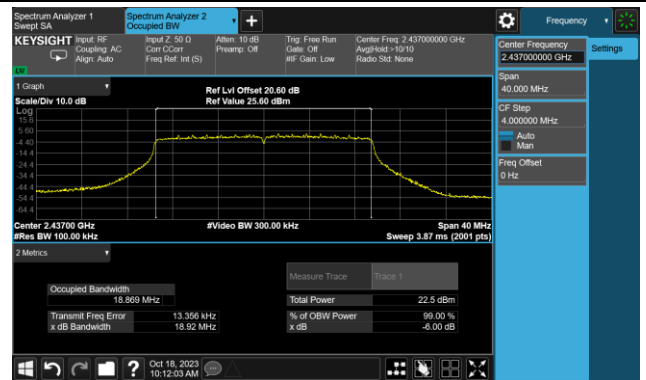 Spectrum Analyzer 1
Swept SA
Spectrum Analyzer 2
Occupied BW
+
Frequency
KEYSIGHT
Input: RF
Coupling: AC
Align: Auto
Input Z: 50 Ω
Corr CCorr
Freq Ref: Int (S)
Atten: 10 dB
Preamp: Off
Trig: Free Run
Gate: Off
#IF Gain: Low
Center Freq: 2.437000000 GHz
Avg|Hold:>10/10
Radio Std: None
LW
Center Frequency
2.437000000 GHz
Settings
Span
40.000 MHz
CF Step
4.000000 MHz
Auto
Man
Freq Offset
0 Hz
1 Graph
Scale/Div 10.0 dB
Ref Lvl Offset 20.60 dB
Ref Value 25.60 dBm
Log
15.6
5.60
-4.40
-14.4
-24.4
-34.4
-44.4
-54.4
-64.4
Center 2.43700 GHz
#Res BW 100.00 kHz
#Video BW 300.00 kHz
Span 40 MHz
Sweep 3.87 ms (2001 pts)
2 Metrics
Measure Trace
Trace 1
Occupied Bandwidth
18.869 MHz
Total Power
22.5 dBm
Transmit Freq Error
13.356 kHz
% of OBW Power
99.00 %
x dB Bandwidth
18.92 MHz
x dB
-6.00 dB
?
Oct 18, 2023
10:12:03 AM